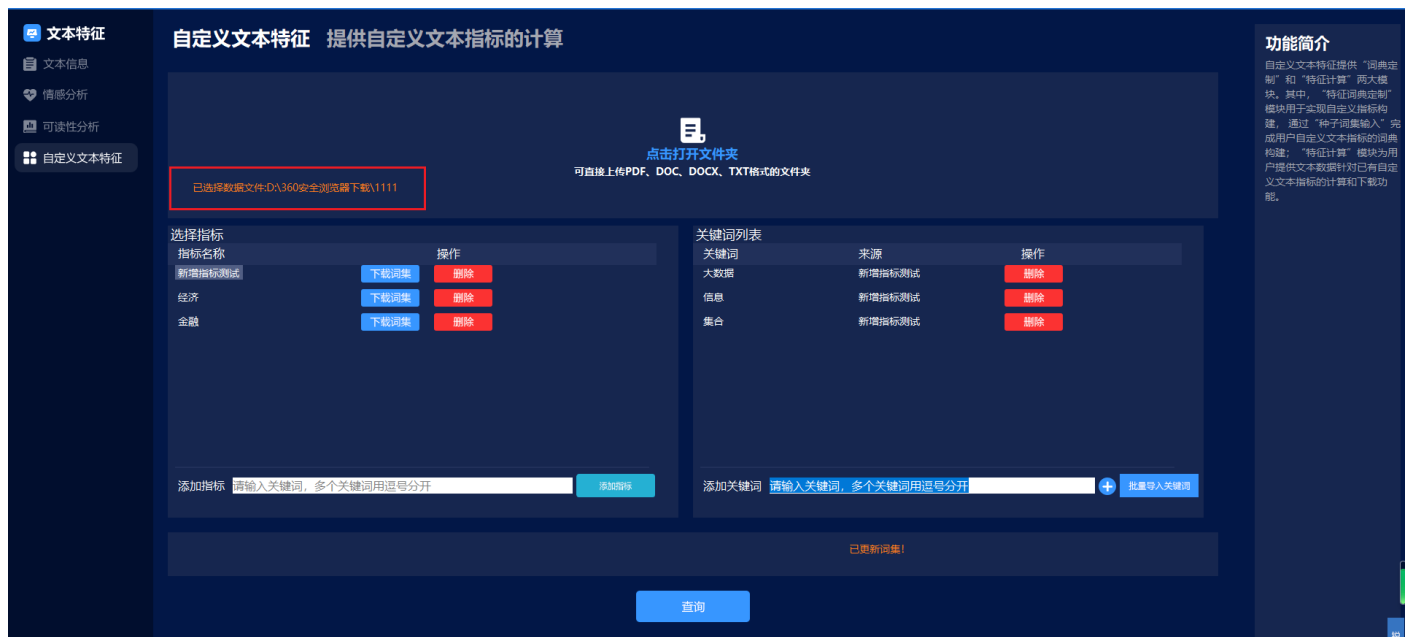 文本特征
文本信息
情感分析
可读性分析
自定义文本特征
自定义文本特征 提供自定义文本指标的计算
点击打开文件夹
可直接上传PDF、DOC、DOCX、TXT格式的文件夹
已选择数据文件:D:\360安全浏览器下载\1111
选择指标
指标名称 操作
新增指标测试 下载词集 删除
经济 下载词集 删除
金融 下载词集 删除
添加指标 请输入关键词，多个关键词用逗号分开 添加指标
关键词列表
关键词 来源 操作
大数据 新增指标测试 删除
信息 新增指标测试 删除
集合 新增指标测试 删除
添加关键词 请输入关键词，多个关键词用逗号分开 批量导入关键词
已更新词集!
查询
功能简介
自定义文本特征提供“词典定
制”和“特征计算”两大模
块。其中，“特征词典定制”
模块用于实现自定义指标构
建，通过“种子词集输入”完
成用户自定义文本指标的词典
构建；“特征计算”模块为用
户提供文本数据针对已有自定
义文本指标的计算和下载功
能。